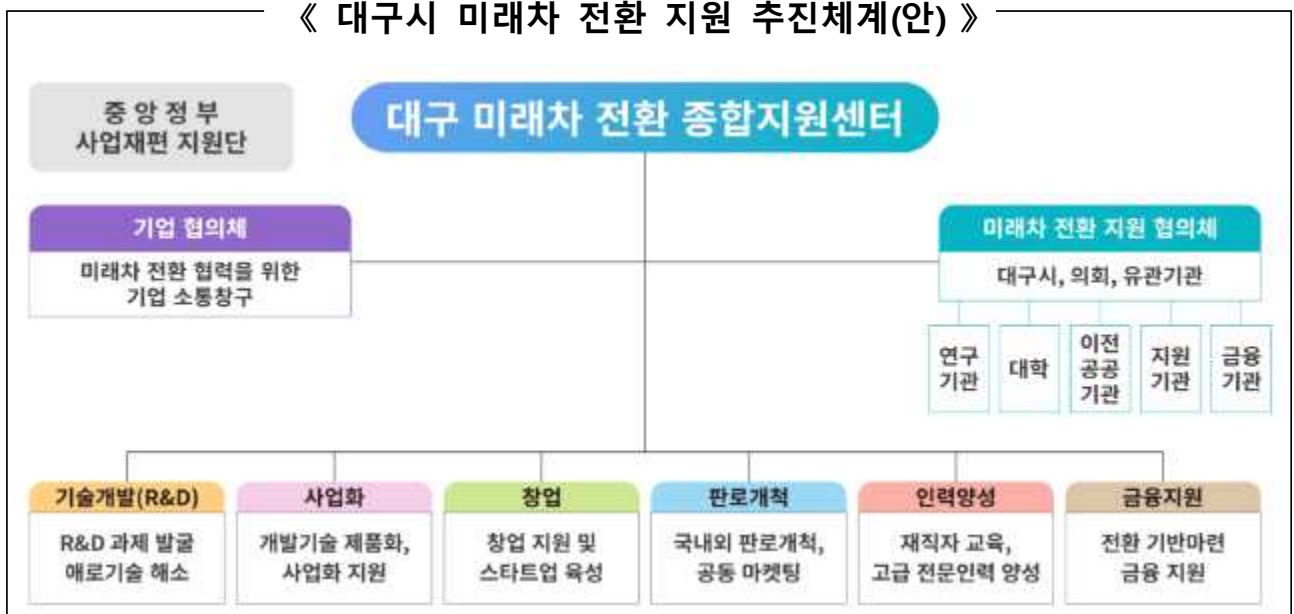 《 대구시 미래차 전환 지원 추진체계(안) 》
중 앙 정 부
사업재편 지원단
대구 미래차 전환 종합지원센터
기업 협의체
미래차 전환 협력을 위한
기업 소통창구
미래차 전환 지원 협의체
대구시, 의회, 유관기관
연구
기관
대학
이전
공공
기관
지원
기관
금융
기관
기술개발(R&D)
R&D 과제 발굴
애로기술 해소
사업화
개발기술 제품화,
사업화 지원
창업
창업 지원 및
스타트업 육성
판로개척
국내외 판로개척,
공동 마켓팅
인력양성
재직자 교육,
고급 전문인력 양성
금융지원
전환 기반마련
금융 지원